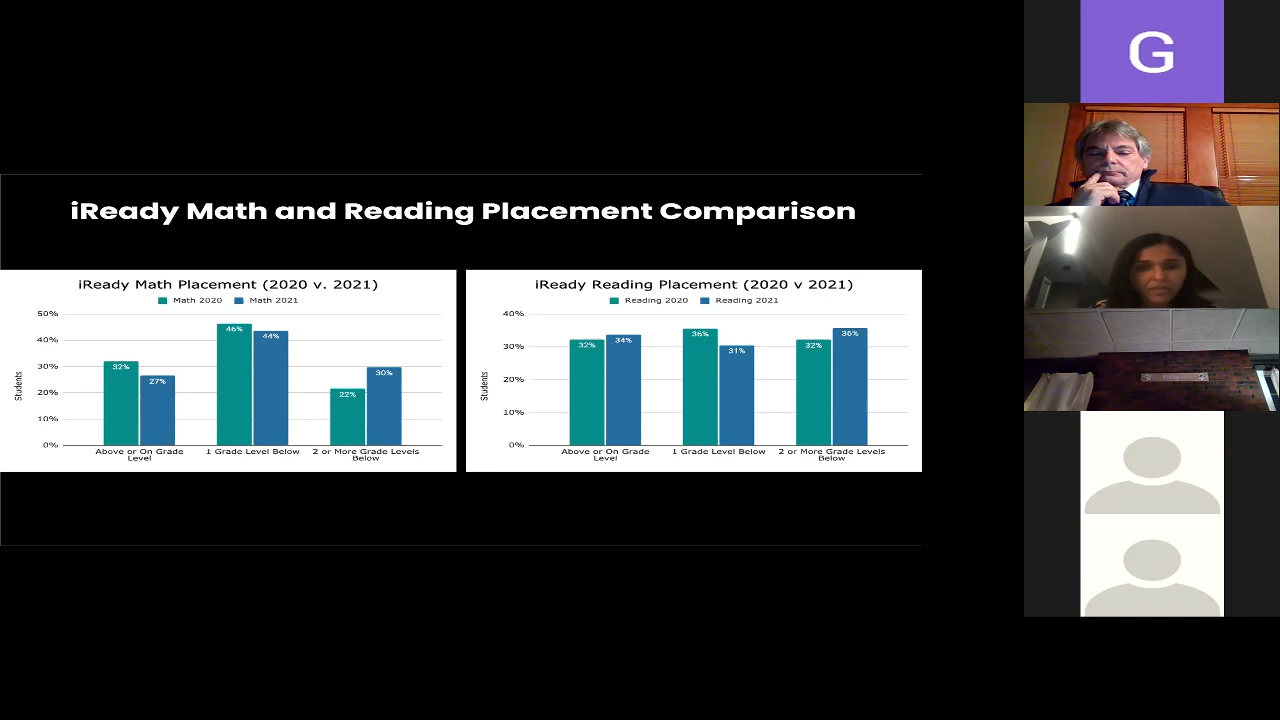 iReady Math and Reading Placement Comparison
iReady Math Placement (2020 v. 2021)
Math 2020 Math 2021
50%
40%
30%
20%
10%
0%
Students
32%
27%
46%
44%
22%
30%
Above or On Grade
Level
1 Grade Level Below
2 or More Grade Levels
Below
iReady Reading Placement (2020 v 2021)
Reading 2020 Reading 2021
40%
30%
20%
10%
0%
Students
32%
34%
36%
31%
32%
36%
Above or On Grade
Level
1 Grade Level Below
2 or More Grade Levels
Below
G